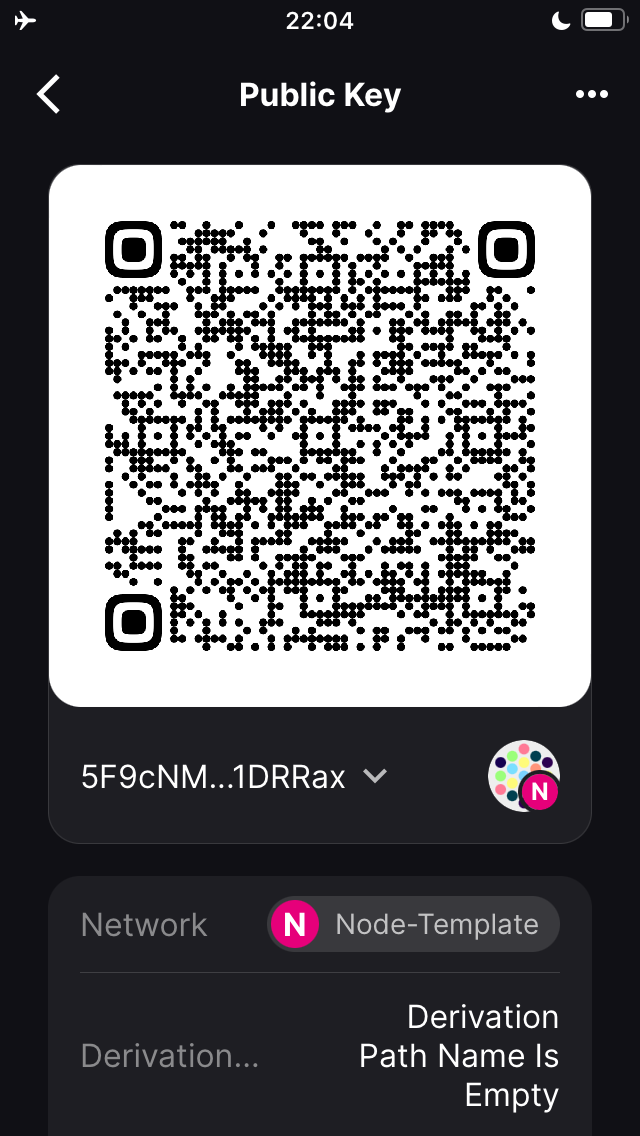 22:04
Public Key
5F9cNM...1DRRax
N
Network
N Node-Template
Derivation...
Derivation
Path Name Is
Empty